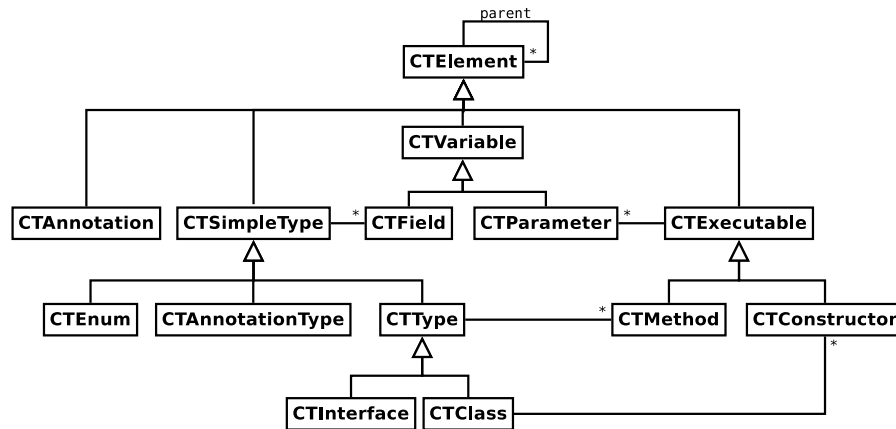 parent
*
CTElement
CTVariable
CTAnnotation
CTSimpleType
*
CTField
CTParameter
*
CTExecutable
CTEnum
CTAnnotationType
CTType
*
CTMethod
CTConstructor
*
CTInterface
CTClass